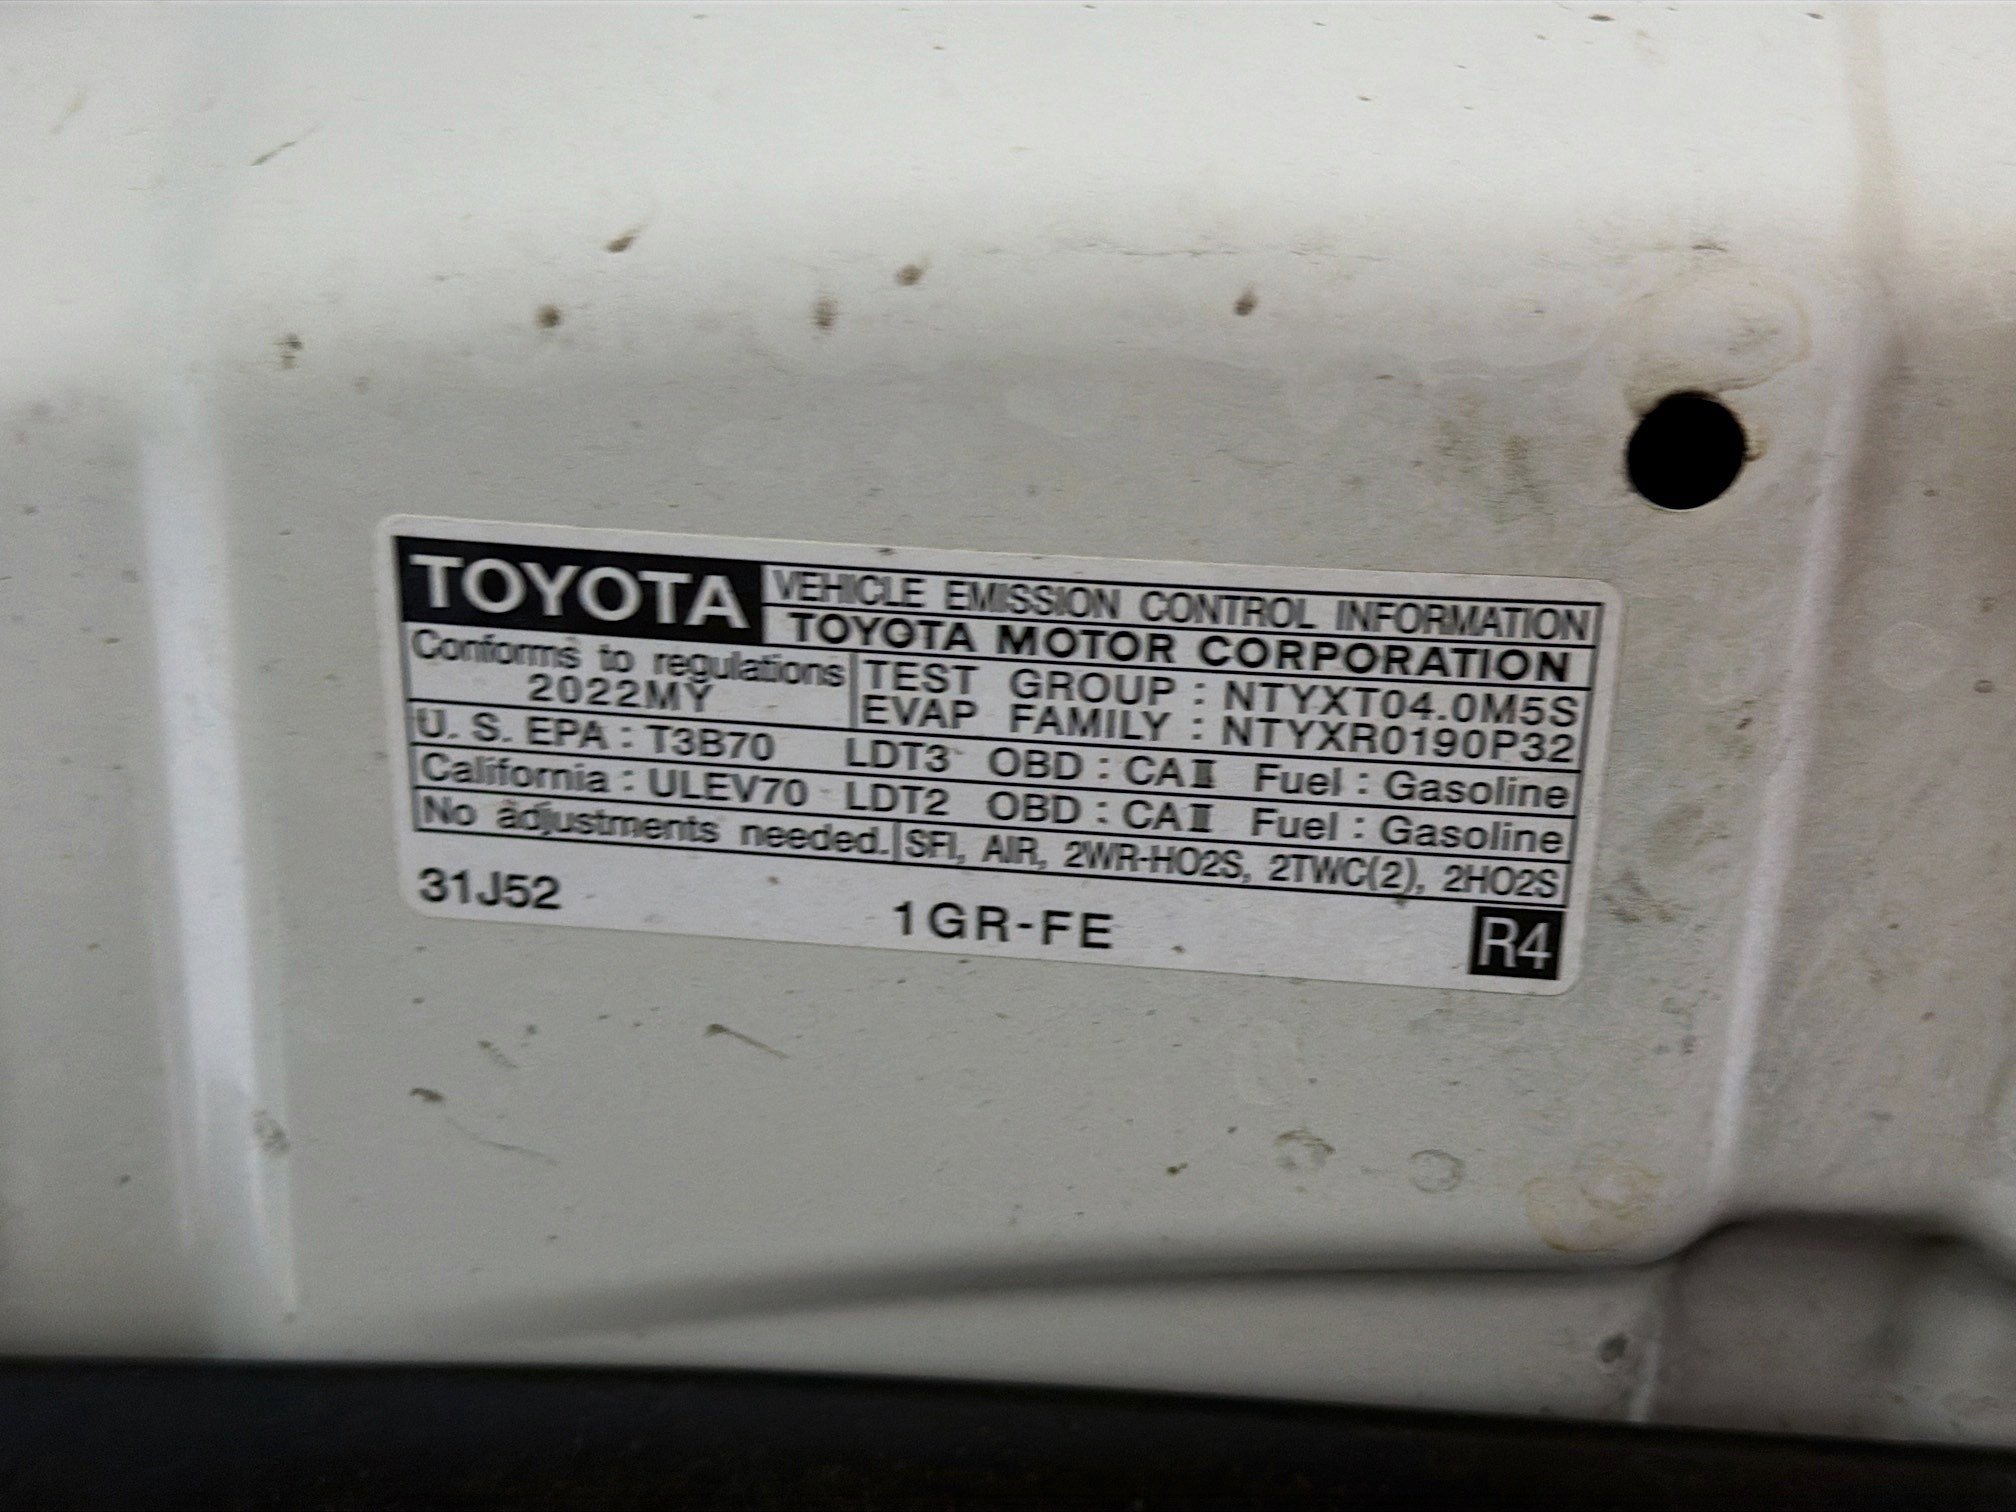 TOYOTA VEHICLE EMISSION CONTROL INFORMATION
TOYOTA MOTOR CORPORATION
Conforms to regulations
2022MY
TEST GROUP : NTYXT04.0M5S
EVAP FAMILY : NTYXR0190P32
U. S. EPA : T3B70 LDT3 OBD : CAⅡ Fuel : Gasoline
California : ULEV70 LDT2 OBD : CAⅡ Fuel : Gasoline
No adjustments needed. SFI, AIR, 2WR-HO2S, 2TWC(2), 2HO2S
31J52 1GR-FE R4